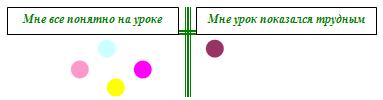 Мне все понятно на уроке
Мне урок показался трудным